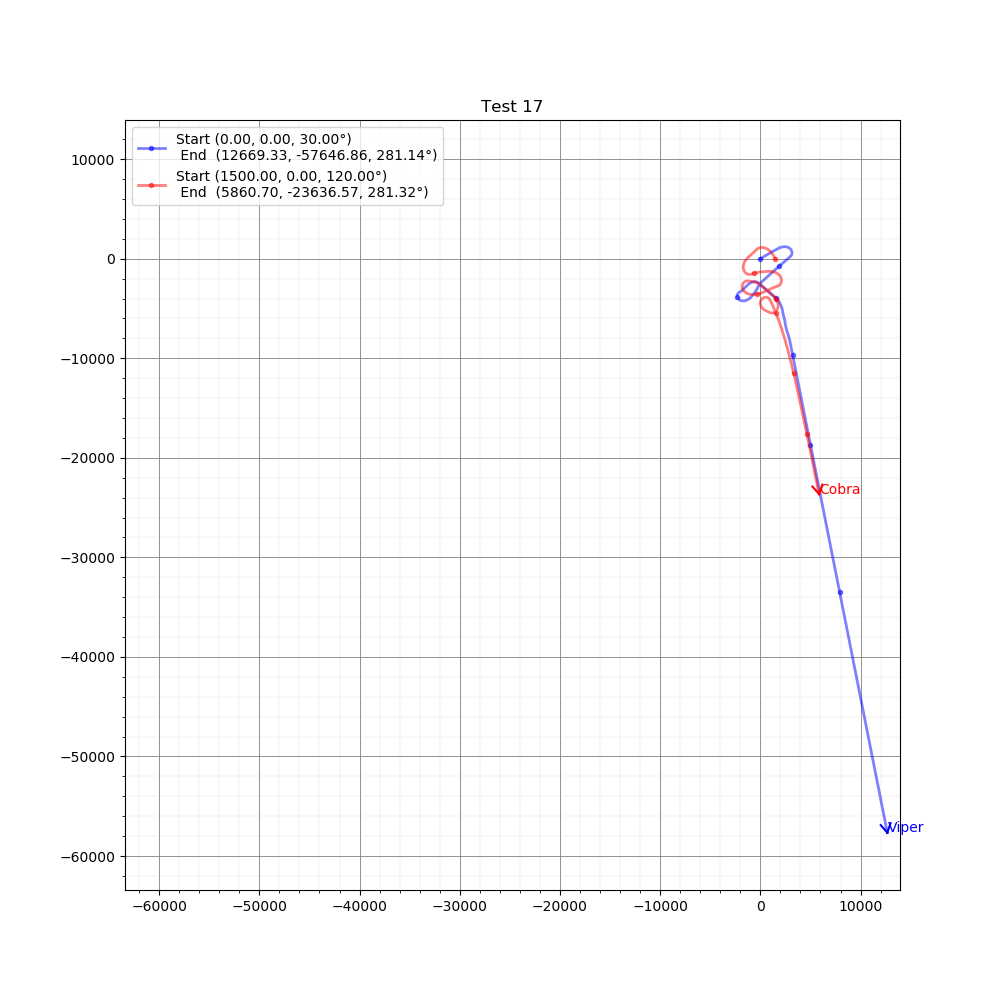 Test 17
Start (0.00, 0.00, 30.00°)
End (12669.33, -57646.86, 281.14°)
Start (1500.00, 0.00, 120.00°)
End (5860.70, -23636.57, 281.32°)
10000
0
−10000
−20000
−30000
−40000
−50000
−60000
Cobra
Viper
−60000 −50000 −40000 −30000 −20000 −10000 0 10000